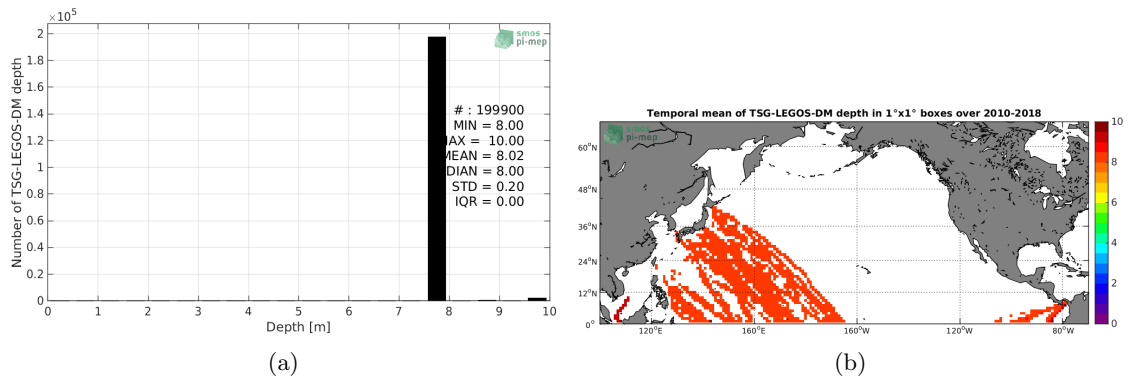 ×10⁵
2
1.8
1.6
1.4
1.2
1
0.8
0.6
0.4
0.2
0
Number of TSG-LEGOS-DM depth
smos
pi-mep
# : 199900
MIN = 8.00
AX = 10.00
MEAN = 8.02
DIAN = 8.00
STD = 0.20
IQR = 0.00
0 1 2 3 4 5 6 7 8 9 10
Depth [m]
(a)
Temporal mean of TSG-LEGOS-DM depth in 1°x1° boxes over 2010-2018
smos
pi-mep
60°N
48°N
36°N
24°N
12°N
0°
120°E 160°E 160°W 120°W 80°W
10
8
6
4
2
0
(b)